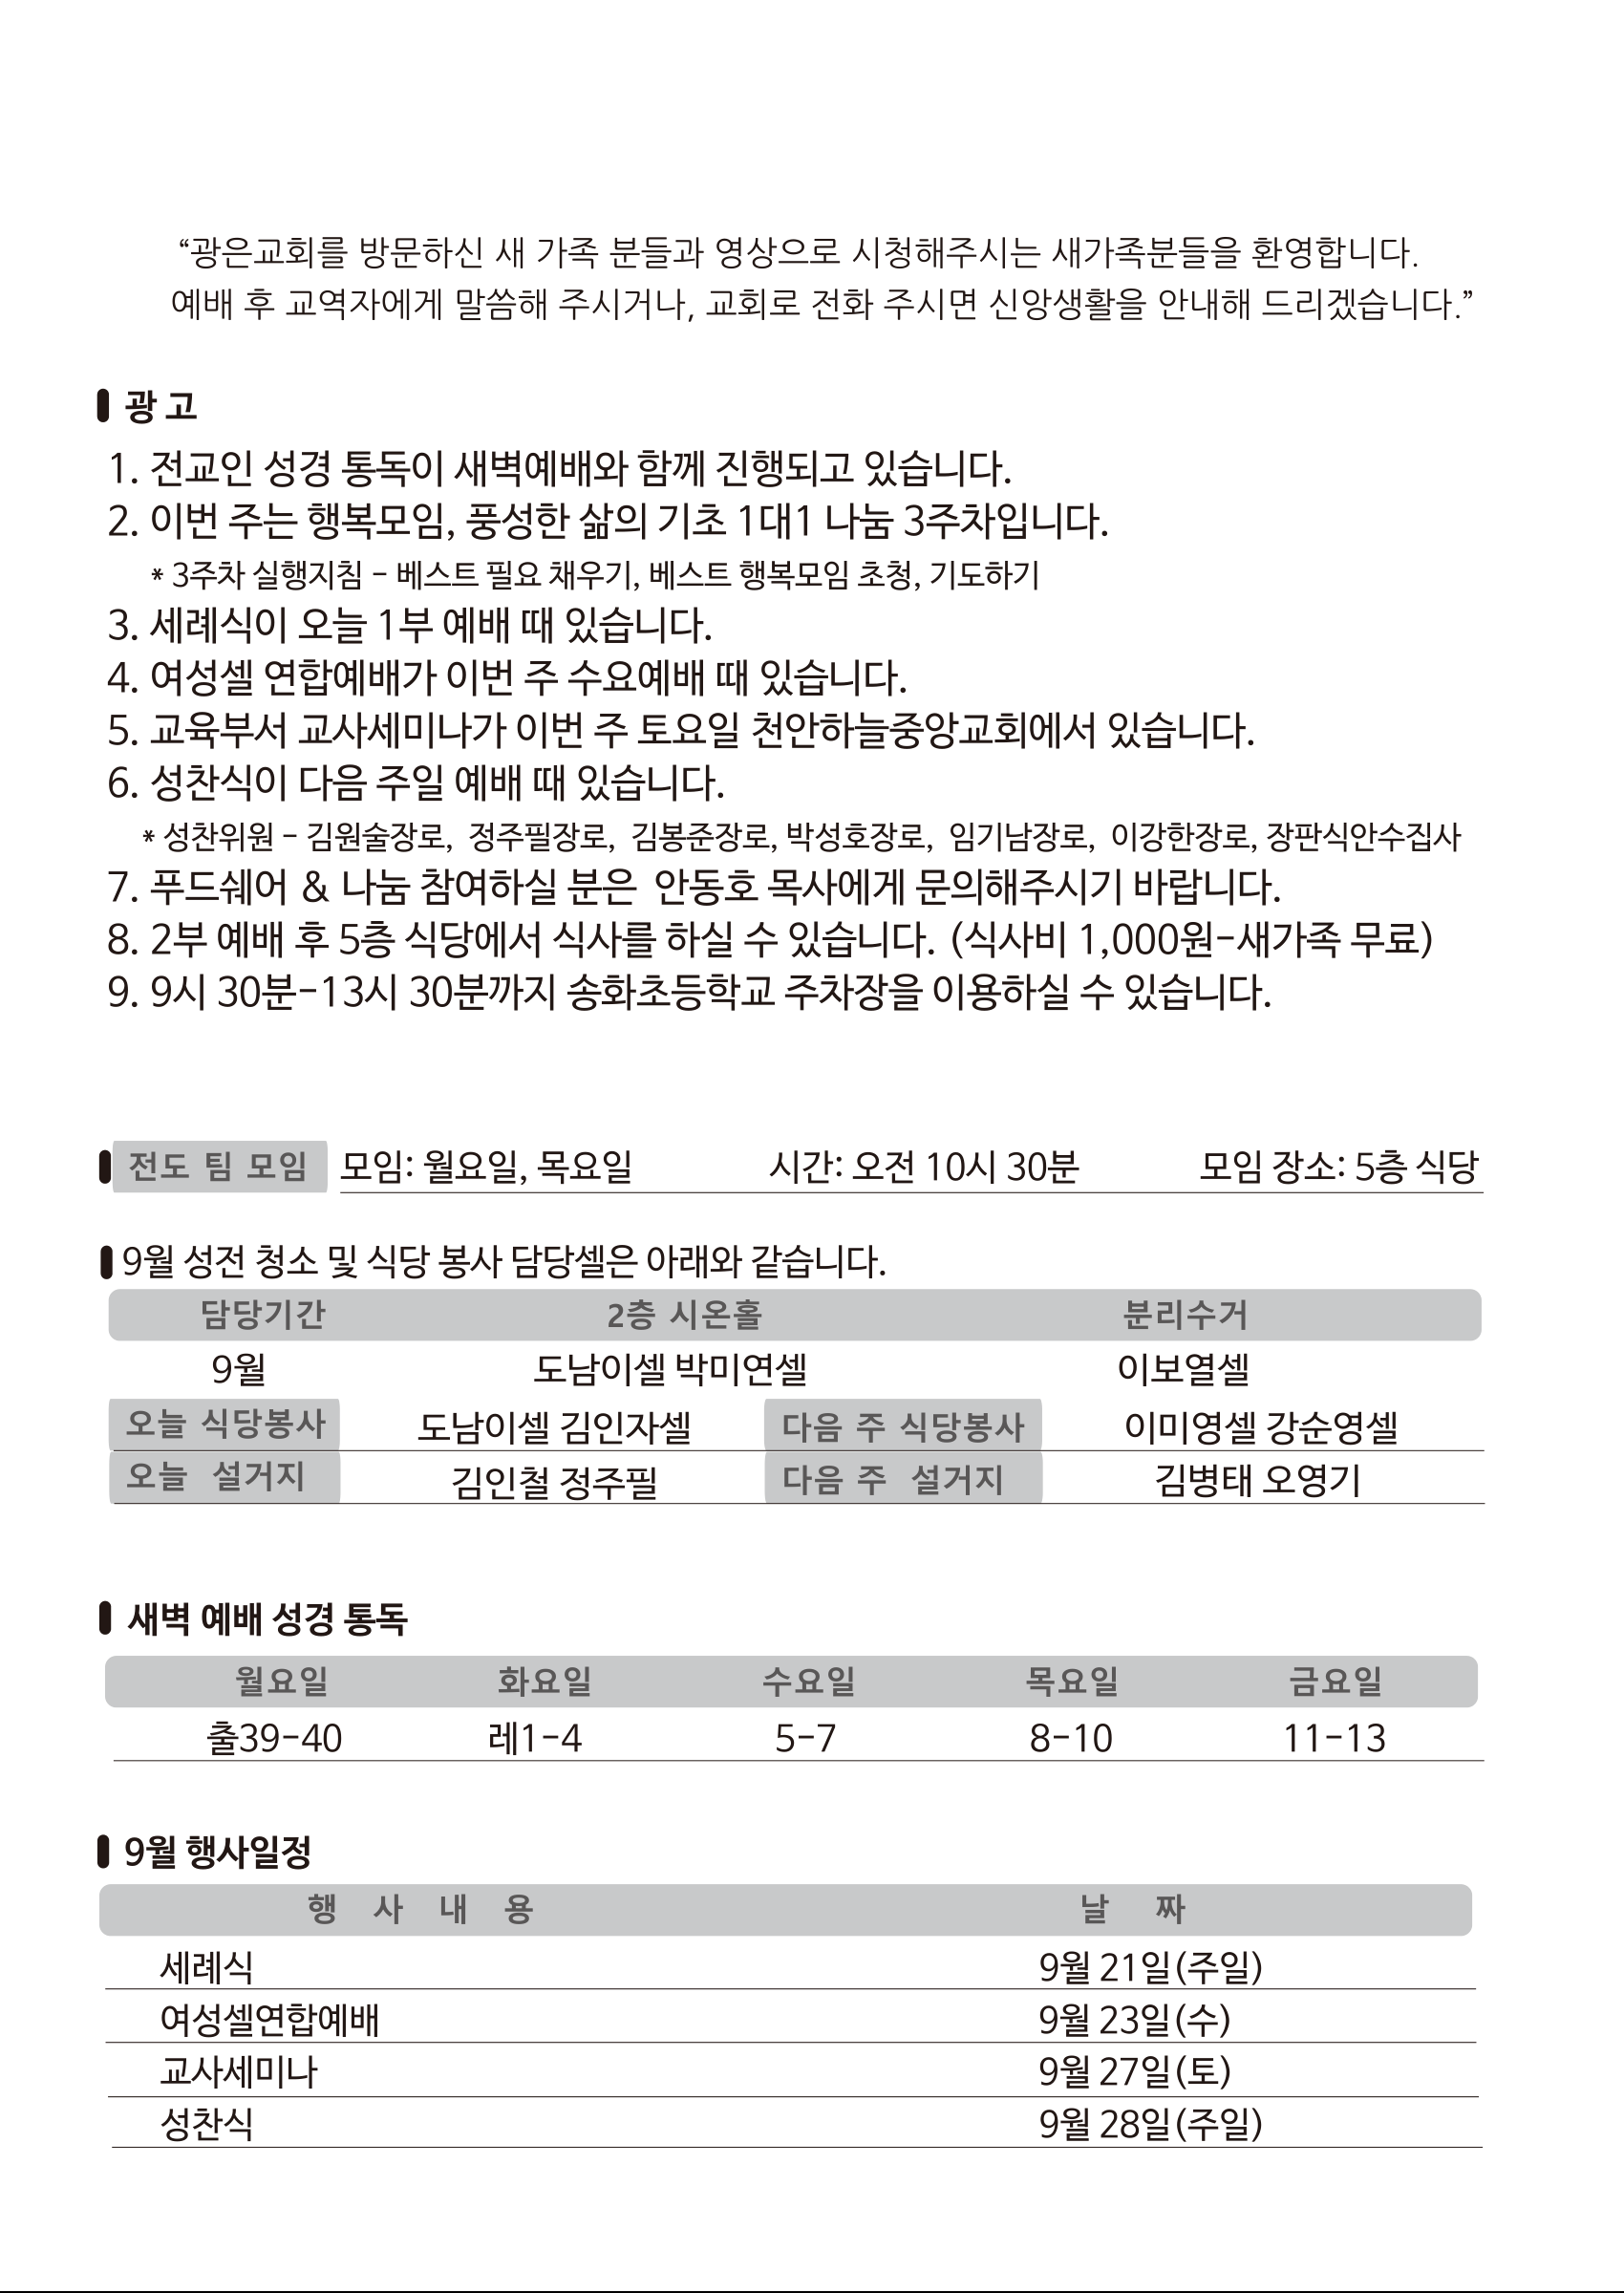 “광은교회를 방문하신 새 가족 분들과 영상으로 시청해주시는 새가족분들을 환영합니다.
예배 후 교역자에게 말씀해 주시거나, 교회로 전화 주시면 신앙생활을 안내해 드리겠습니다.”
광 고
1. 전교인 성경 통독이 새벽예배와 함께 진행되고 있습니다.
2. 이번 주는 행복모임, 풍성한 삶의 기초 1대1 나눔 3주차입니다.
* 3주차 실행지침 - 베스트 필요 채우기, 베스트 행복모임 초청, 기도하기
3. 세례식이 오늘 1부 예배 때 있습니다.
4. 여성셀 연합예배가 이번 주 수요예배 때 있습니다.
5. 교육부서 교사세미나가 이번 주 토요일 천안하늘중앙교회에서 있습니다.
6. 성찬식이 다음 주일 예배 때 있습니다.
* 성찬위원 - 김원술장로, 정주필장로, 김봉준장로, 박성호장로, 임기남장로, 이강한장로, 장판식안수집사
7. 푸드쉐어 & 나눔 참여하실 분은 안동호 목사에게 문의해주시기 바랍니다.
8. 2부 예배 후 5층 식당에서 식사를 하실 수 있습니다. (식사비 1,000원-새가족 무료)
9. 9시 30분-13시 30분까지 송화초등학교 주차장을 이용하실 수 있습니다.
전도 팀 모임 모임: 월요일, 목요일 시간: 오전 10시 30분 모임 장소: 5층 식당
9월 성전 청소 및 식당 봉사 담당셀은 아래와 같습니다.
담당기간 2층 시온홀 분리수거
9월 도남이셀 박미연셀 이보열셀
오늘 식당봉사 도남이셀 김인자셀 다음 주 식당봉사 이미영셀 강순영셀
오늘 설거지 김인철 정주필 다음 주 설거지 김병태 오영기
새벽 예배 성경 통독
월요일 화요일 수요일 목요일 금요일
출39-40 레1-4 5-7 8-10 11-13
9월 행사일정
행 사 내 용 날 짜
세례식 9월 21일(주일)
여성셀연합예배 9월 23일(수)
교사세미나 9월 27일(토)
성찬식 9월 28일(주일)